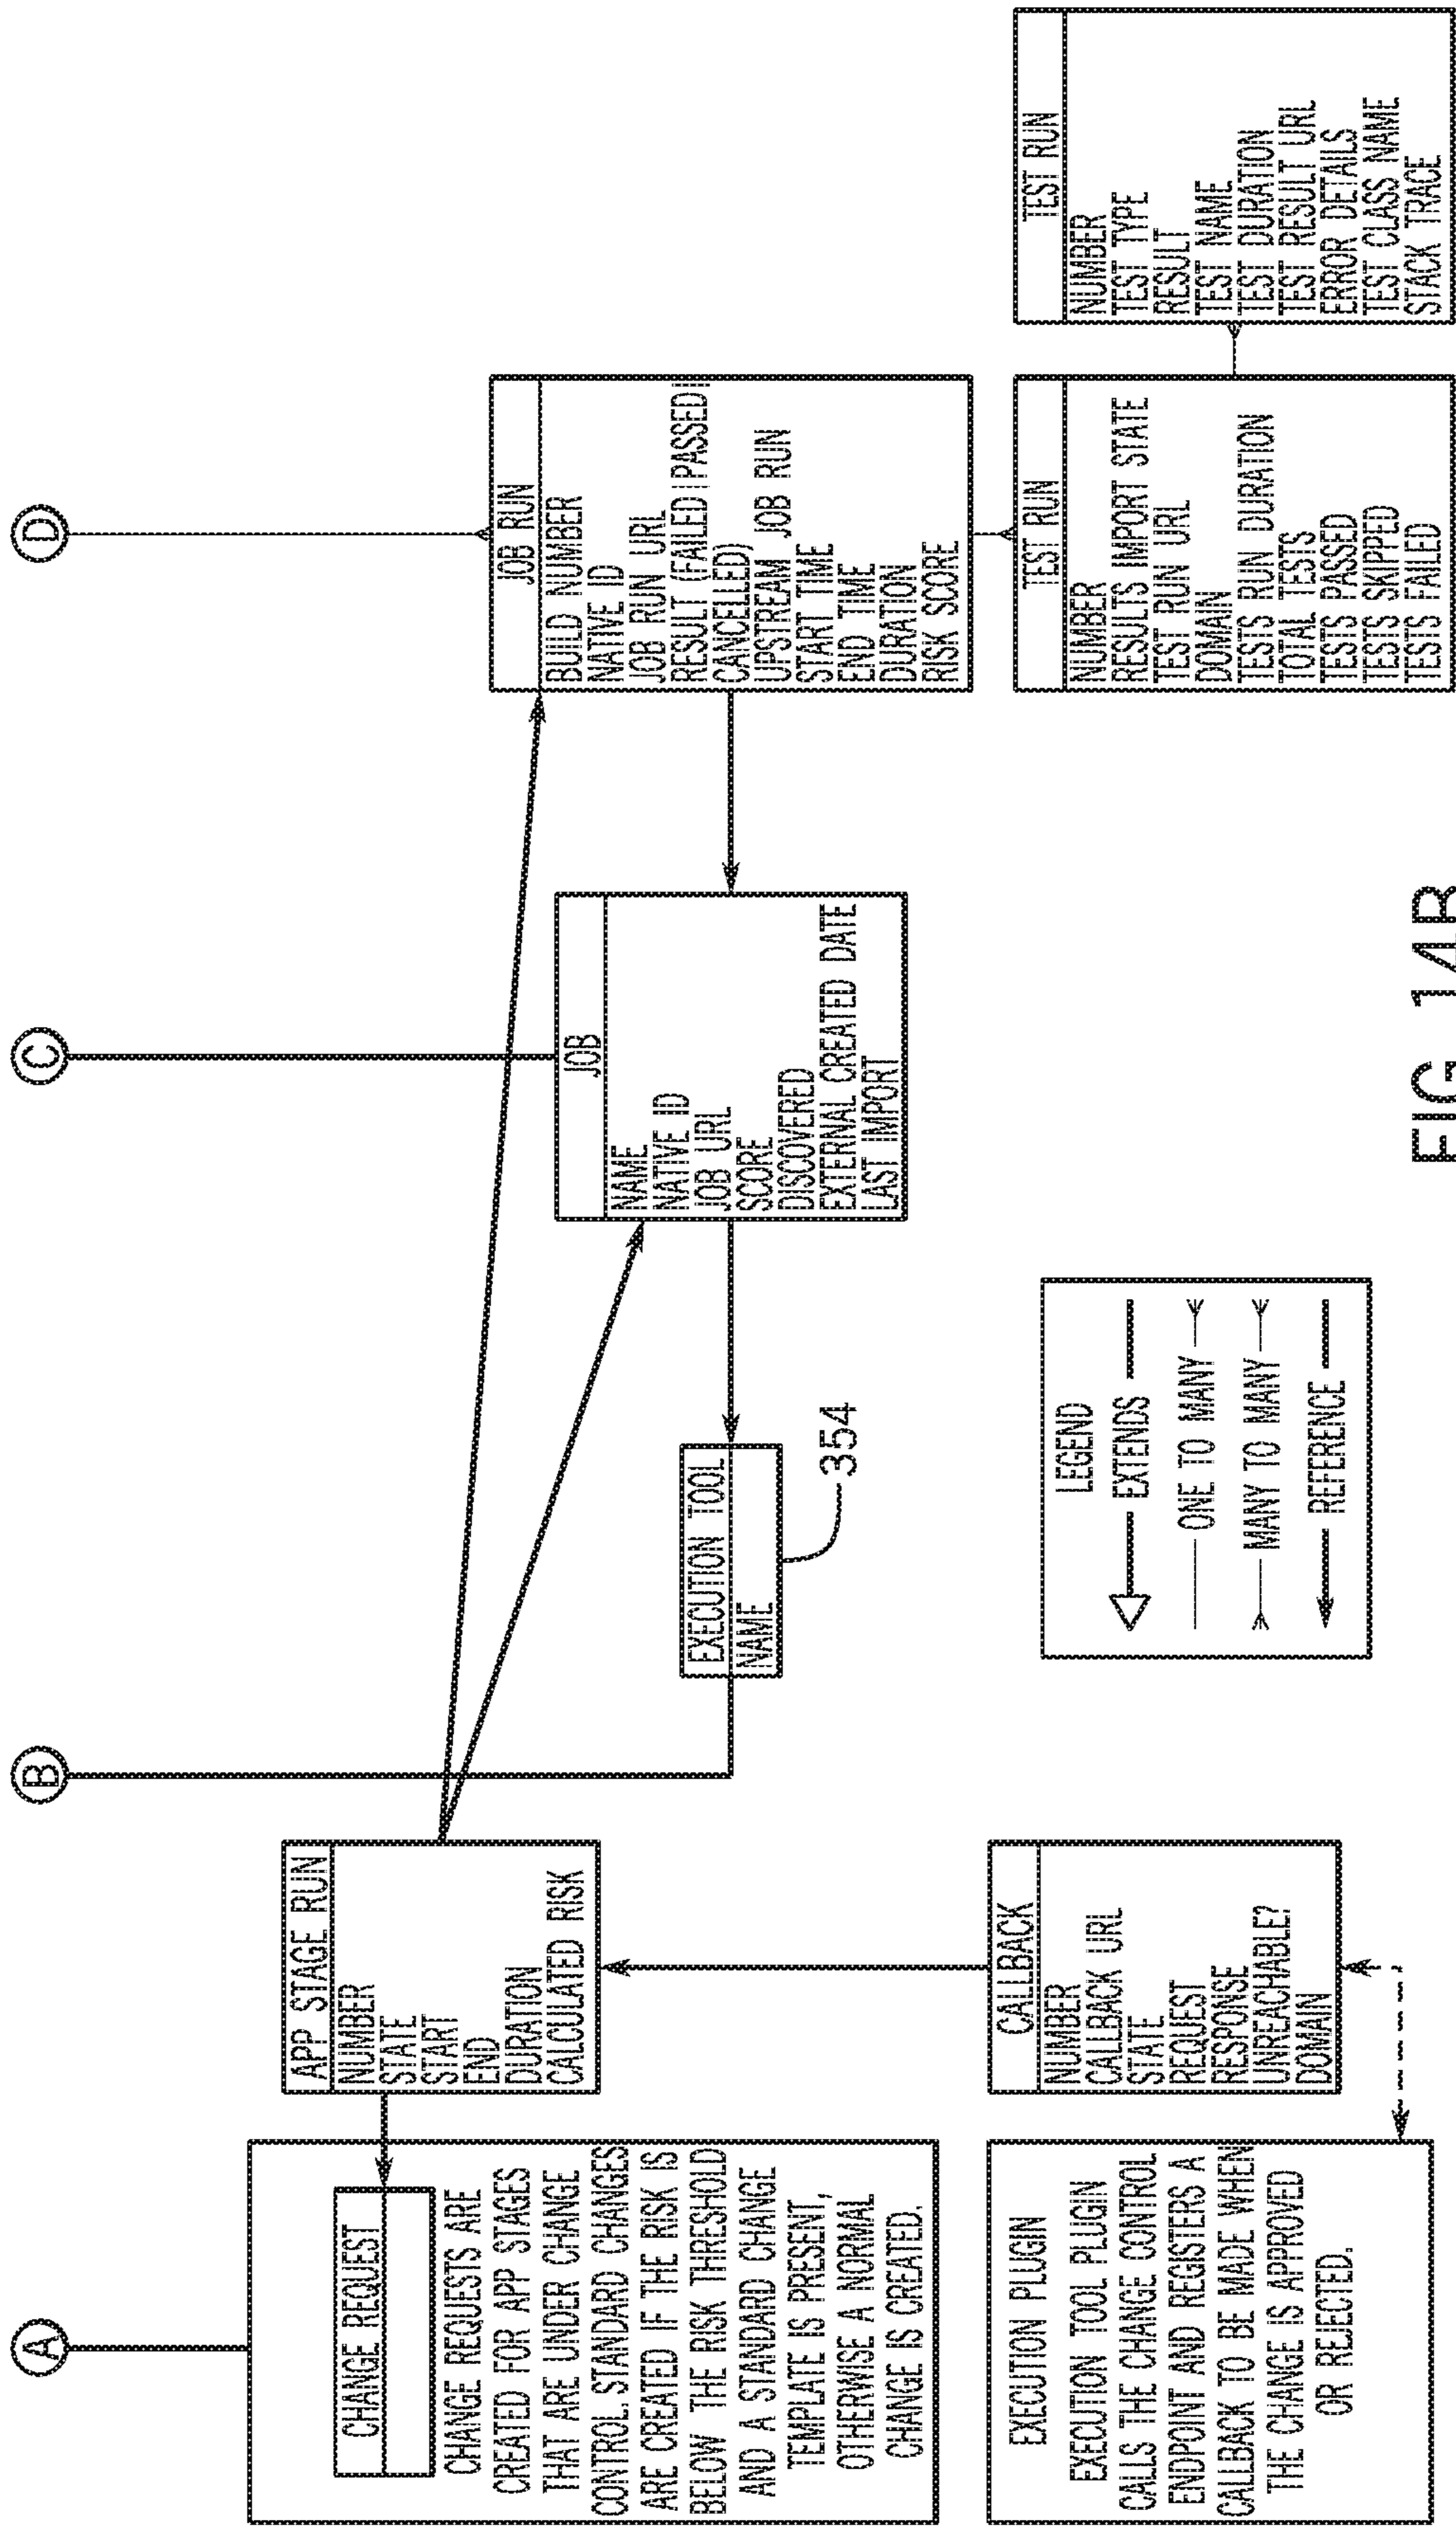 A
B
C
D
CHANGE REQUEST
CHANGE REQUESTS ARE
CREATED FOR APP STAGES
THAT ARE UNDER CHANGE
CONTROL. STANDARD CHANGES
ARE CREATED IF THE RISK IS
BELOW THE RISK THRESHOLD
AND A STANDARD CHANGE
TEMPLATE IS PRESENT,
OTHERWISE A NORMAL
CHANGE IS CREATED.
APP STAGE RUN
NUMBER
STATE
START
END
DURATION
CALCULATED RISK
EXECUTION TOOL
NAME
354
JOB
NAME
NATIVE ID
JOB URL
SCORE
DISCOVERED
EXTERNAL CREATED DATE
LAST IMPORT
JOB RUN
BUILD NUMBER
NATIVE ID
JOB RUN URL
RESULT (FAILED|PASSED|
CANCELLED)
UPSTREAM JOB RUN
START TIME
END TIME
DURATION
RISK SCORE
EXECUTION PLUGIN
EXECUTION TOOL PLUGIN
CALLS THE CHANGE CONTROL
ENDPOINT AND REGISTERS A
CALLBACK TO BE MADE WHEN
THE CHANGE IS APPROVED
OR REJECTED.
CALLBACK
NUMBER
CALLBACK URL
STATE
REQUEST
RESPONSE
UNREACHABLE?
DOMAIN
LEGEND
EXTENDS
ONE TO MANY
MANY TO MANY
REFERENCE
TEST RUN
NUMBER
RESULTS IMPORT STATE
TEST RUN URL
DOMAIN
TESTS RUN DURATION
TOTAL TESTS
TESTS PASSED
TESTS SKIPPED
TESTS FAILED
TEST RUN
NUMBER
TEST TYPE
RESULT
TEST NAME
TEST DURATION
TEST RESULT URL
ERROR DETAILS
TEST CLASS NAME
STACK TRACE
FIG. 14B